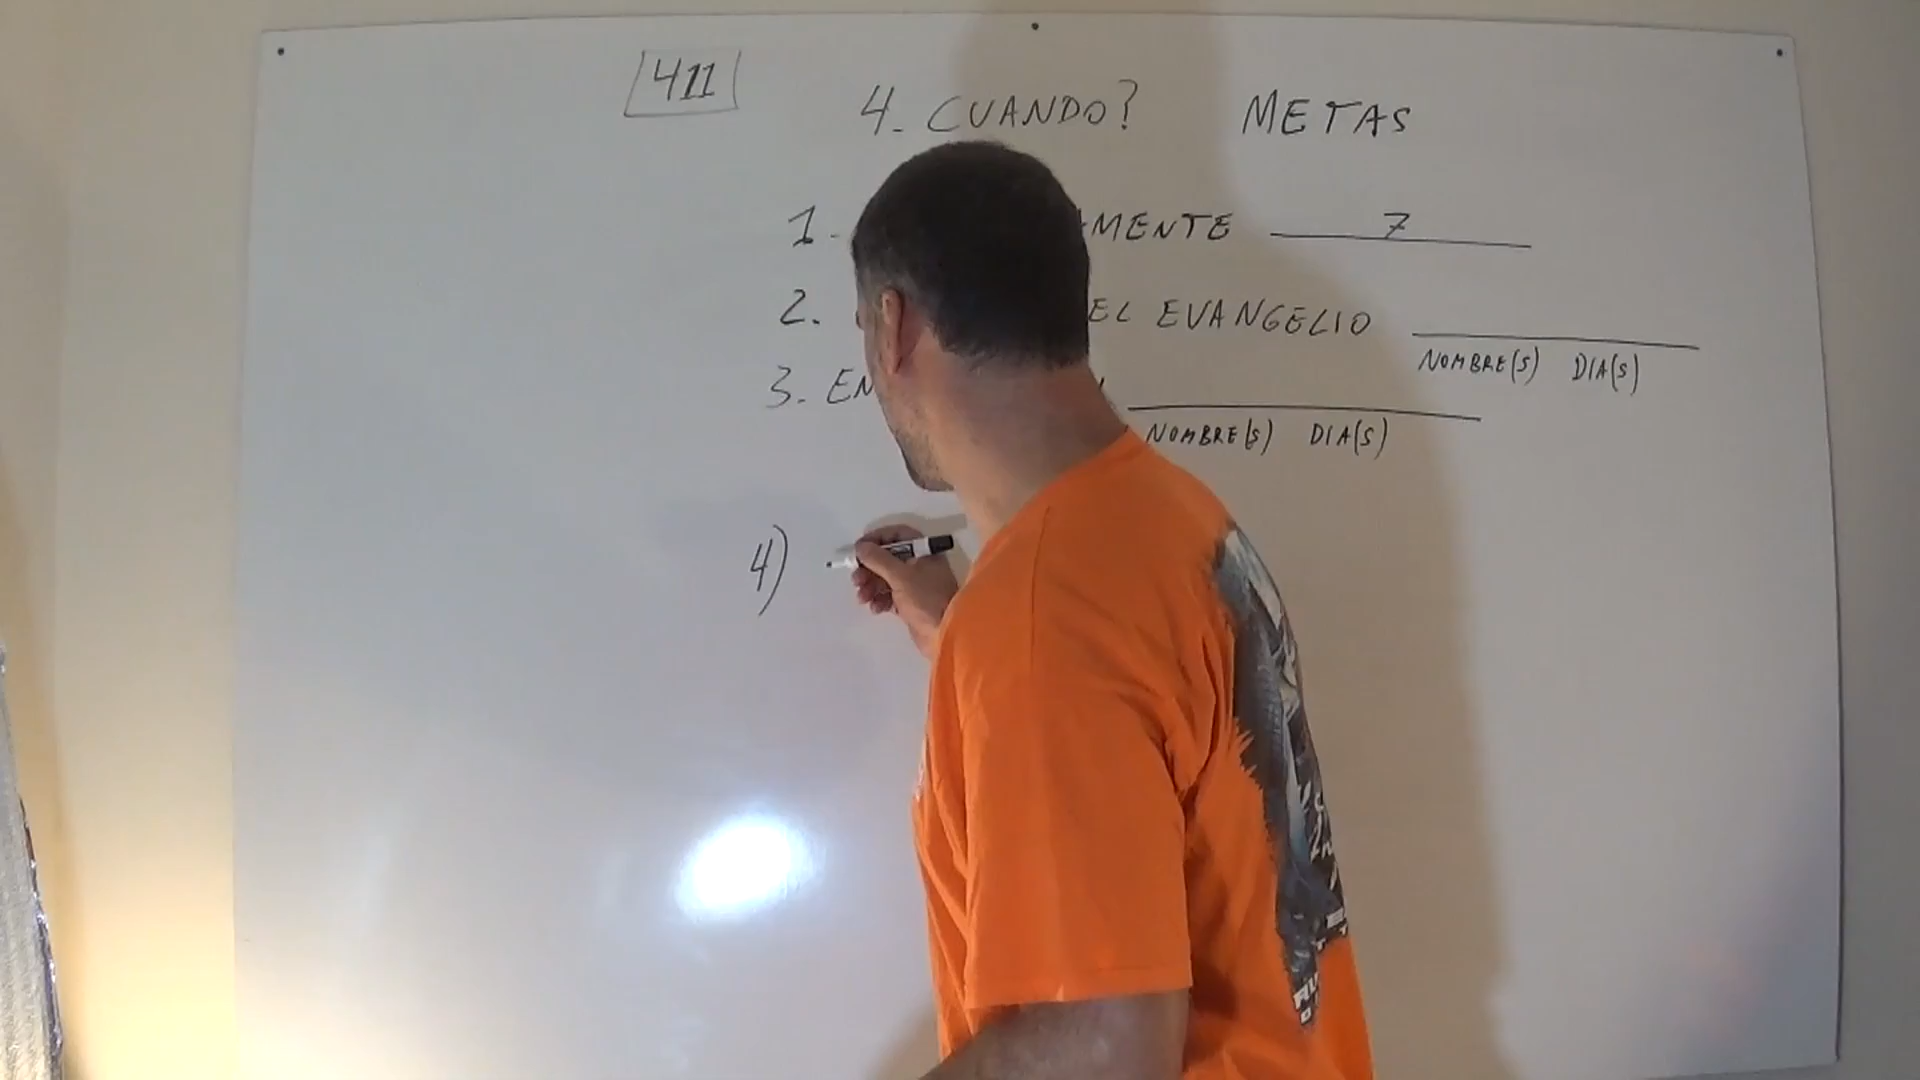 411
4. CUANDO? METAS
1. MENTE 7
2. EL EVANGELIO
NOMBRE(S) DIA(S)
3. EN
NOMBRE(S) DIA(S)
4)